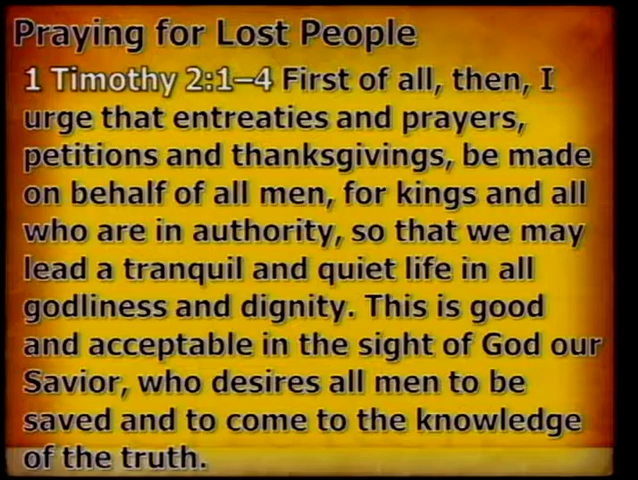 Praying for Lost People
1 Timothy 2:1–4 First of all, then, I
urge that entreaties and prayers,
petitions and thanksgivings, be made
on behalf of all men, for kings and all
who are in authority, so that we may
lead a tranquil and quiet life in all
godliness and dignity. This is good
and acceptable in the sight of God our
Savior, who desires all men to be
saved and to come to the knowledge
of the truth.